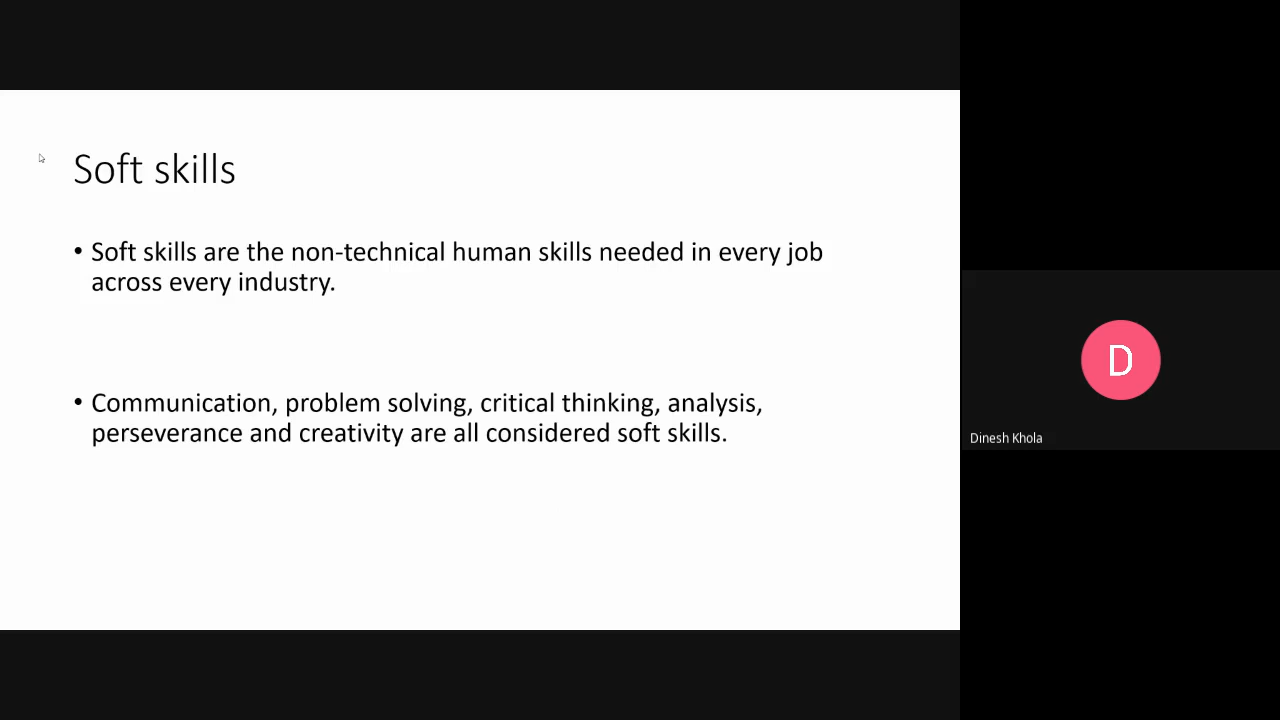 Soft skills
• Soft skills are the non-technical human skills needed in every job
across every industry.
• Communication, problem solving, critical thinking, analysis,
perseverance and creativity are all considered soft skills.
D
Dinesh Khola